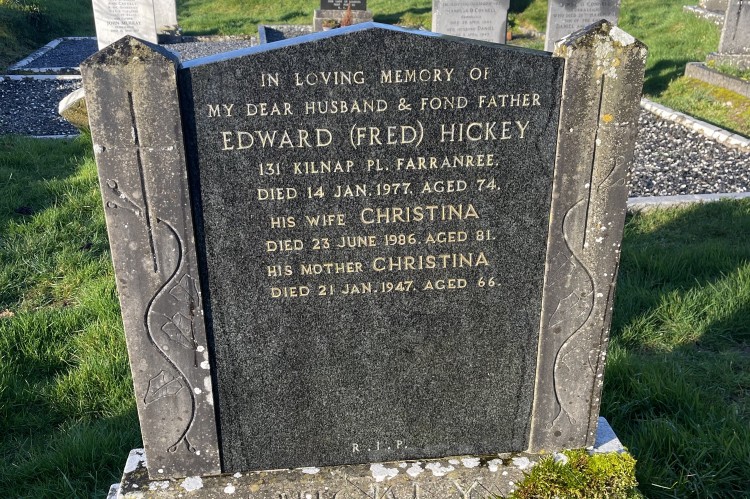 IN LOVING MEMORY OF
MY DEAR HUSBAND & FOND FATHER
EDWARD (FRED) HICKEY
131 KILNAP PL. FARRANREE.
DIED 14 JAN. 1977. AGED 74.
HIS WIFE CHRISTINA
DIED 23 JUNE 1986. AGED 81.
HIS MOTHER CHRISTINA
DIED 21 JAN. 1947. AGED 66
R.I.P.